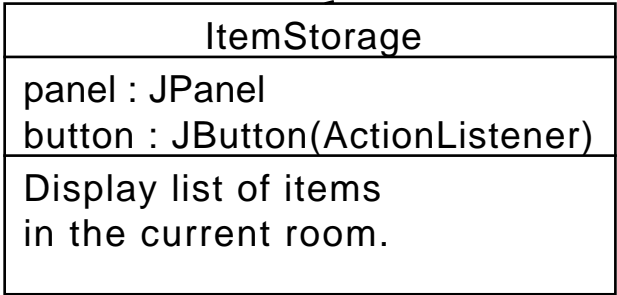 ItemStorage
panel : JPanel
button : JButton(ActionListener)
Display list of items
in the current room.